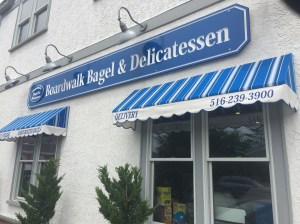 Boardwalk Bagel & Delicatessen
DELIVERY
516-239-3900